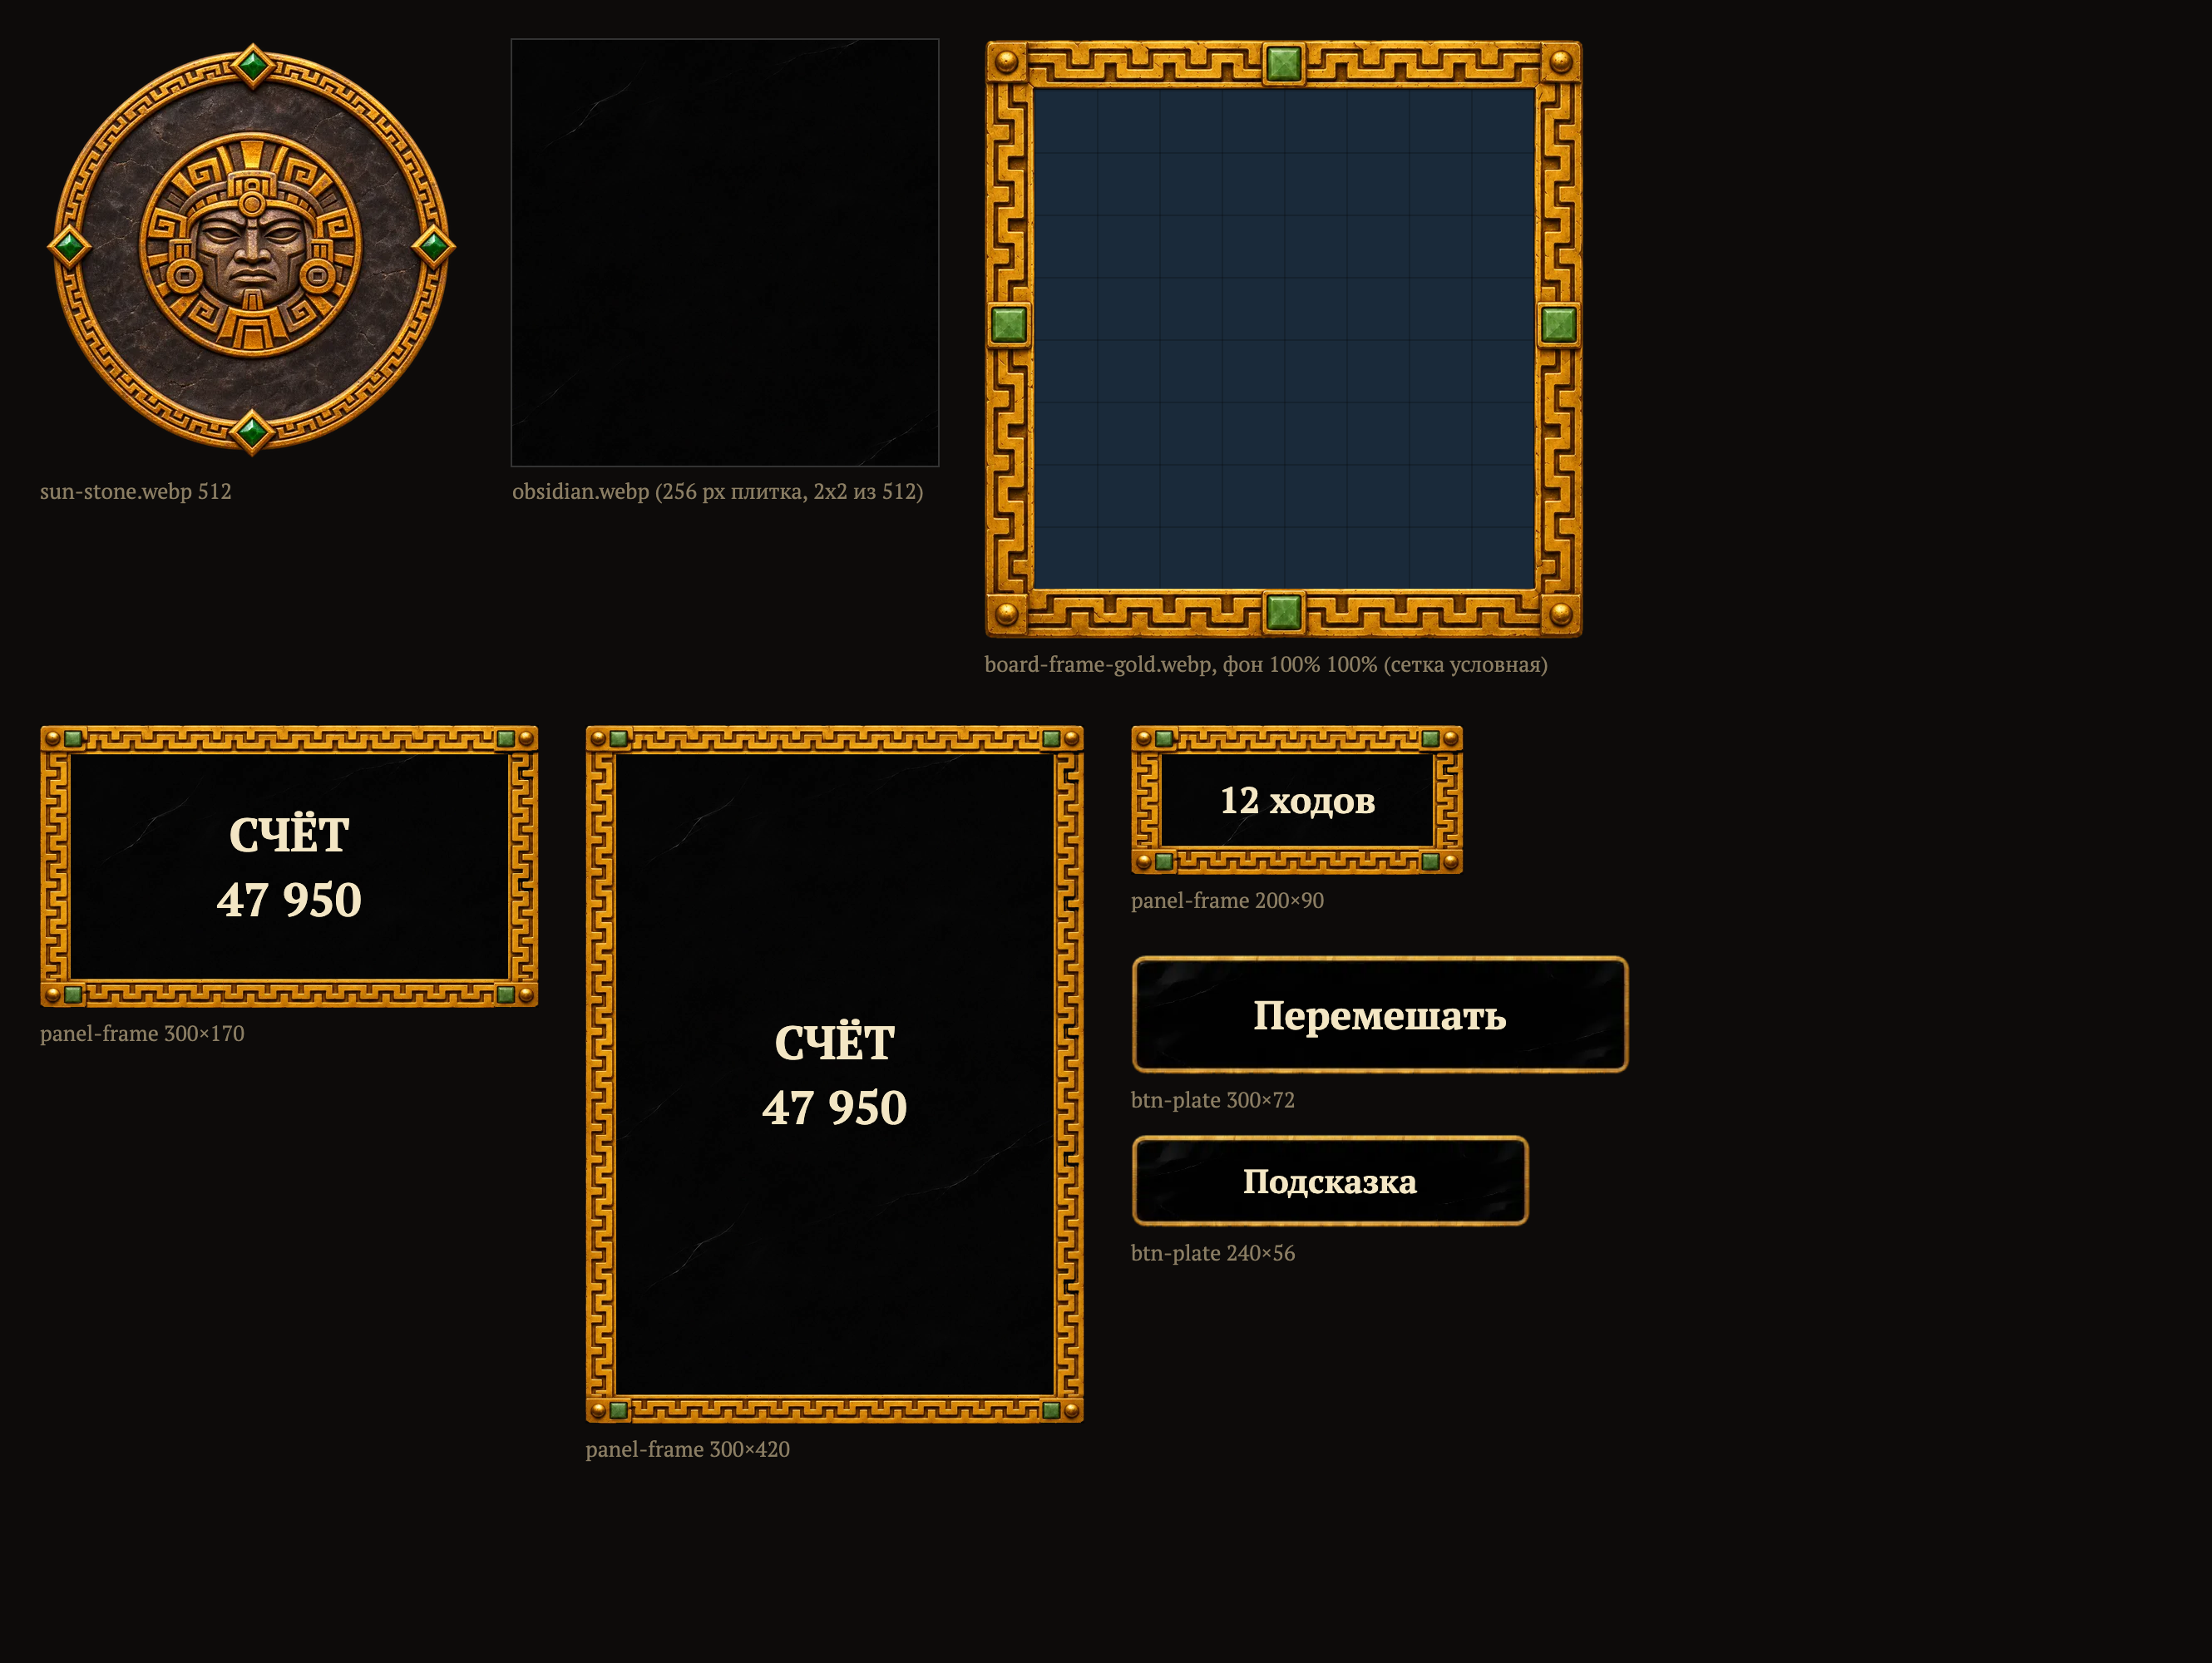 sun-stone.webp 512
obsidian.webp (256 px плитка, 2x2 из 512)
board-frame-gold.webp, фон 100% 100% (сетка условная)
СЧЁТ
47 950
panel-frame 300×170
СЧЁТ
47 950
panel-frame 300×420
12 ходов
panel-frame 200×90
Перемешать
btn-plate 300×72
Подсказка
btn-plate 240×56